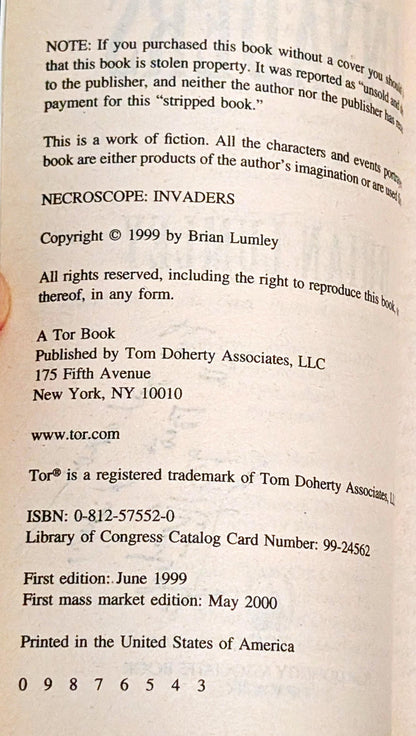 NOTE: If you purchased this book without a cover you should
that this book is stolen property. It was reported as "unsold and
to the publisher, and neither the author nor the publisher has
payment for this "stripped book."
This is a work of fiction. All the characters and events
book are either products of the author's imagination or are used
NECROSCOPE: INVADERS
Copyright © 1999 by Brian Lumley
All rights reserved, including the right to reproduce this book,
thereof, in any form.
A Tor Book
Published by Tom Doherty Associates, LLC
175 Fifth Avenue
New York, NY 10010
www.tor.com
Tor® is a registered trademark of Tom Doherty Associates,
ISBN: 0-812-57552-0
Library of Congress Catalog Card Number: 99-24562
First edition: June 1999
First mass market edition: May 2000
Printed in the United States of America
0 9 8 7 6 5 4 3